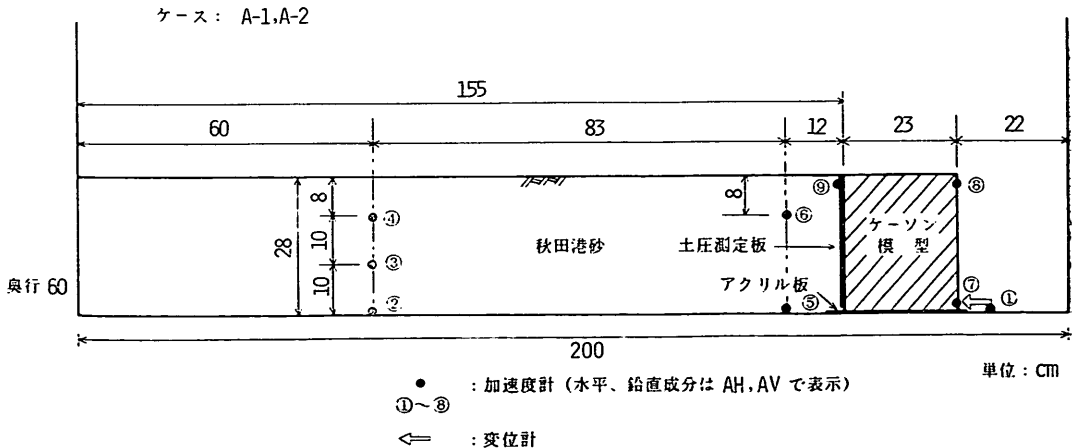 ケース： A-1,A-2
155
60 83 12 23 22
⑨ ⑧
8 8
④ ⑥
28 10 秋田港砂 土圧測定板 ケーソン
模 型
③
奥行 60 10 アクリル板
② ⑤ ⑦ ①
200
単位：cm
● ：加速度計 (水平、鉛直成分は AH,AV で表示)
①～⑧
⇐ ：変位計